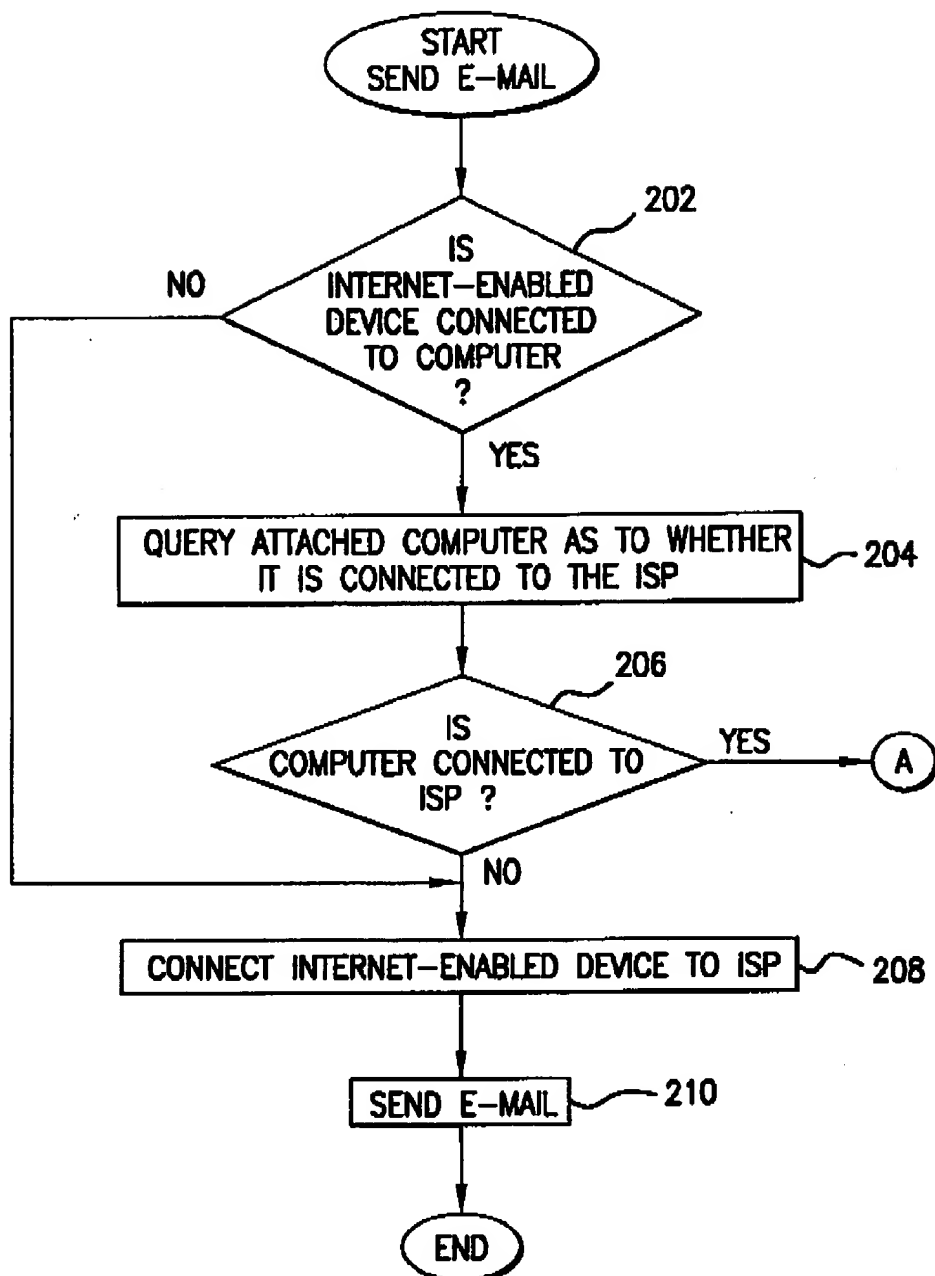 START
SEND E-MAIL
202
IS
INTERNET-ENABLED
DEVICE CONNECTED
TO COMPUTER
?
NO
YES
QUERY ATTACHED COMPUTER AS TO WHETHER
IT IS CONNECTED TO THE ISP
204
206
IS
COMPUTER CONNECTED TO
ISP ?
YES
A
NO
CONNECT INTERNET-ENABLED DEVICE TO ISP
208
SEND E-MAIL
210
END